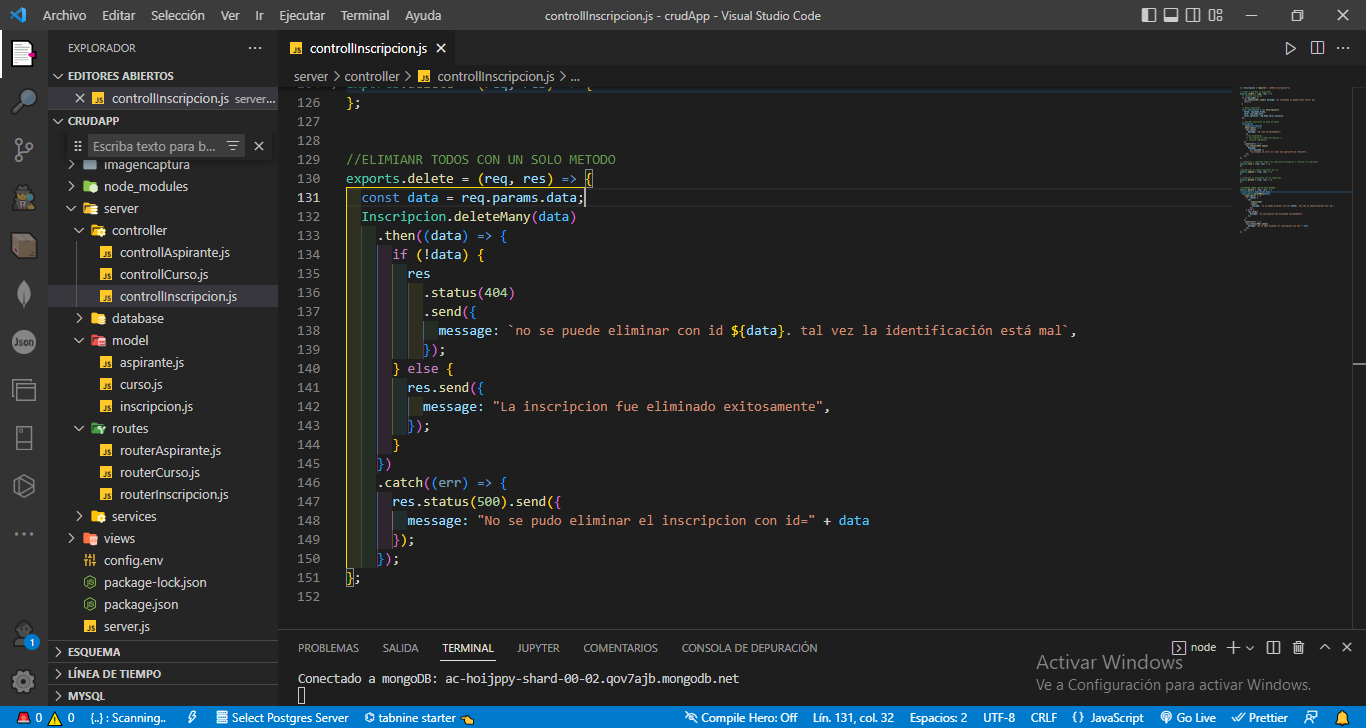 Archivo Editar Selección Ver Ir Ejecutar Terminal Ayuda controllInscripcion.js - crudApp - Visual Studio Code
EXPLORADOR
EDITORES ABIERTOS
controllInscripcion.js server...
CRUDAPP
Escriba texto para b...
imagencaptura
node_modules
server
controller
controllAspirante.js
controllCurso.js
controllInscripcion.js
database
model
aspirante.js
curso.js
inscripcion.js
routes
routerAspirante.js
routerCurso.js
routerInscripcion.js
services
views
config.env
package-lock.json
package.json
server.js
ESQUEMA
LÍNEA DE TIEMPO
MYSQL
Json
1
controllInscripcion.js
server > controller > controllInscripcion.js > ...
126 };
127
128
129 //ELIMIANR TODOS CON UN SOLO METODO
130 exports.delete = (req, res) => {
131 const data = req.params.data;
132 Inscripcion.deleteMany(data)
133 .then((data) => {
134 if (!data) {
135 res
136 .status(404)
137 .send({
138 message: `no se puede eliminar con id ${data}. tal vez la identificación está mal`,
139 });
140 } else {
141 res.send({
142 message: "La inscripcion fue eliminado exitosamente",
143 });
144 }
145 })
146 .catch((err) => {
147 res.status(500).send({
148 message: "No se pudo eliminar el inscripcion con id=" + data
149 });
150 });
151 };
152
PROBLEMAS SALIDA TERMINAL JUPYTER COMENTARIOS CONSOLA DE DEPURACIÓN node
Conectado a mongoDB: ac-hoijppy-shard-00-02.qov7ajb.mongodb.net
Activar Windows
Ve a Configuración para activar Windows.
0 0 {..} : Scanning.. Select Postgres Server tabnine starter Compile Hero: Off Lín. 131, col. 32 Espacios: 2 UTF-8 CRLF {} JavaScript Go Live Prettier